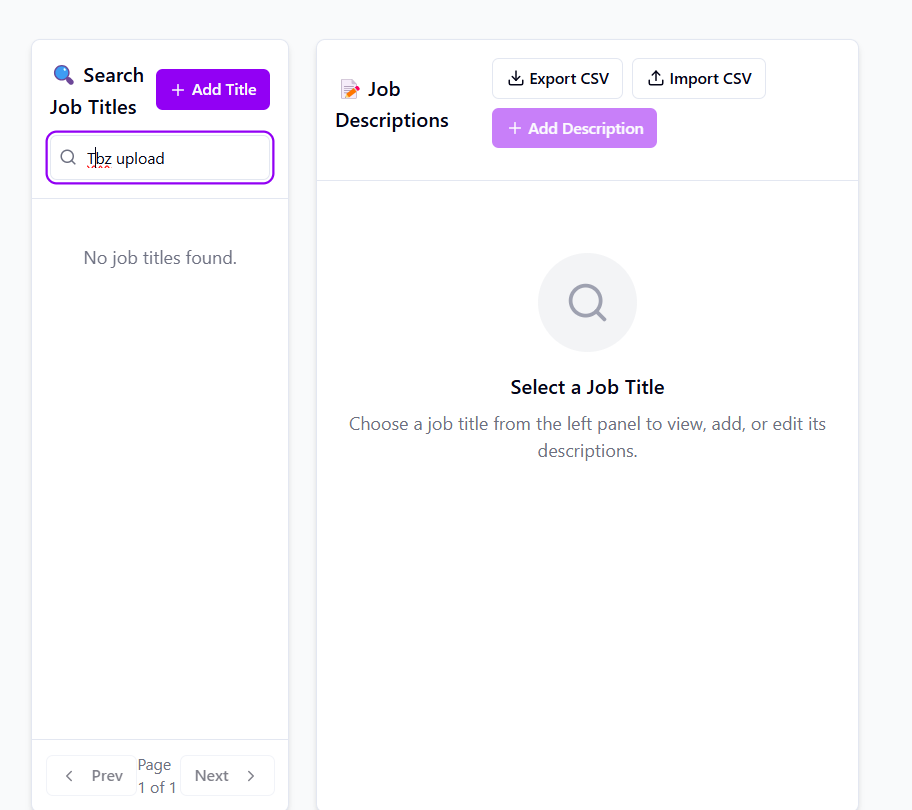 🔍 Search
Job Titles
+ Add Title
Tbz upload
No job titles found.
Prev
Page
1 of 1
Next
📝 Job
Descriptions
Export CSV
Import CSV
+ Add Description
Select a Job Title
Choose a job title from the left panel to view, add, or edit its
descriptions.